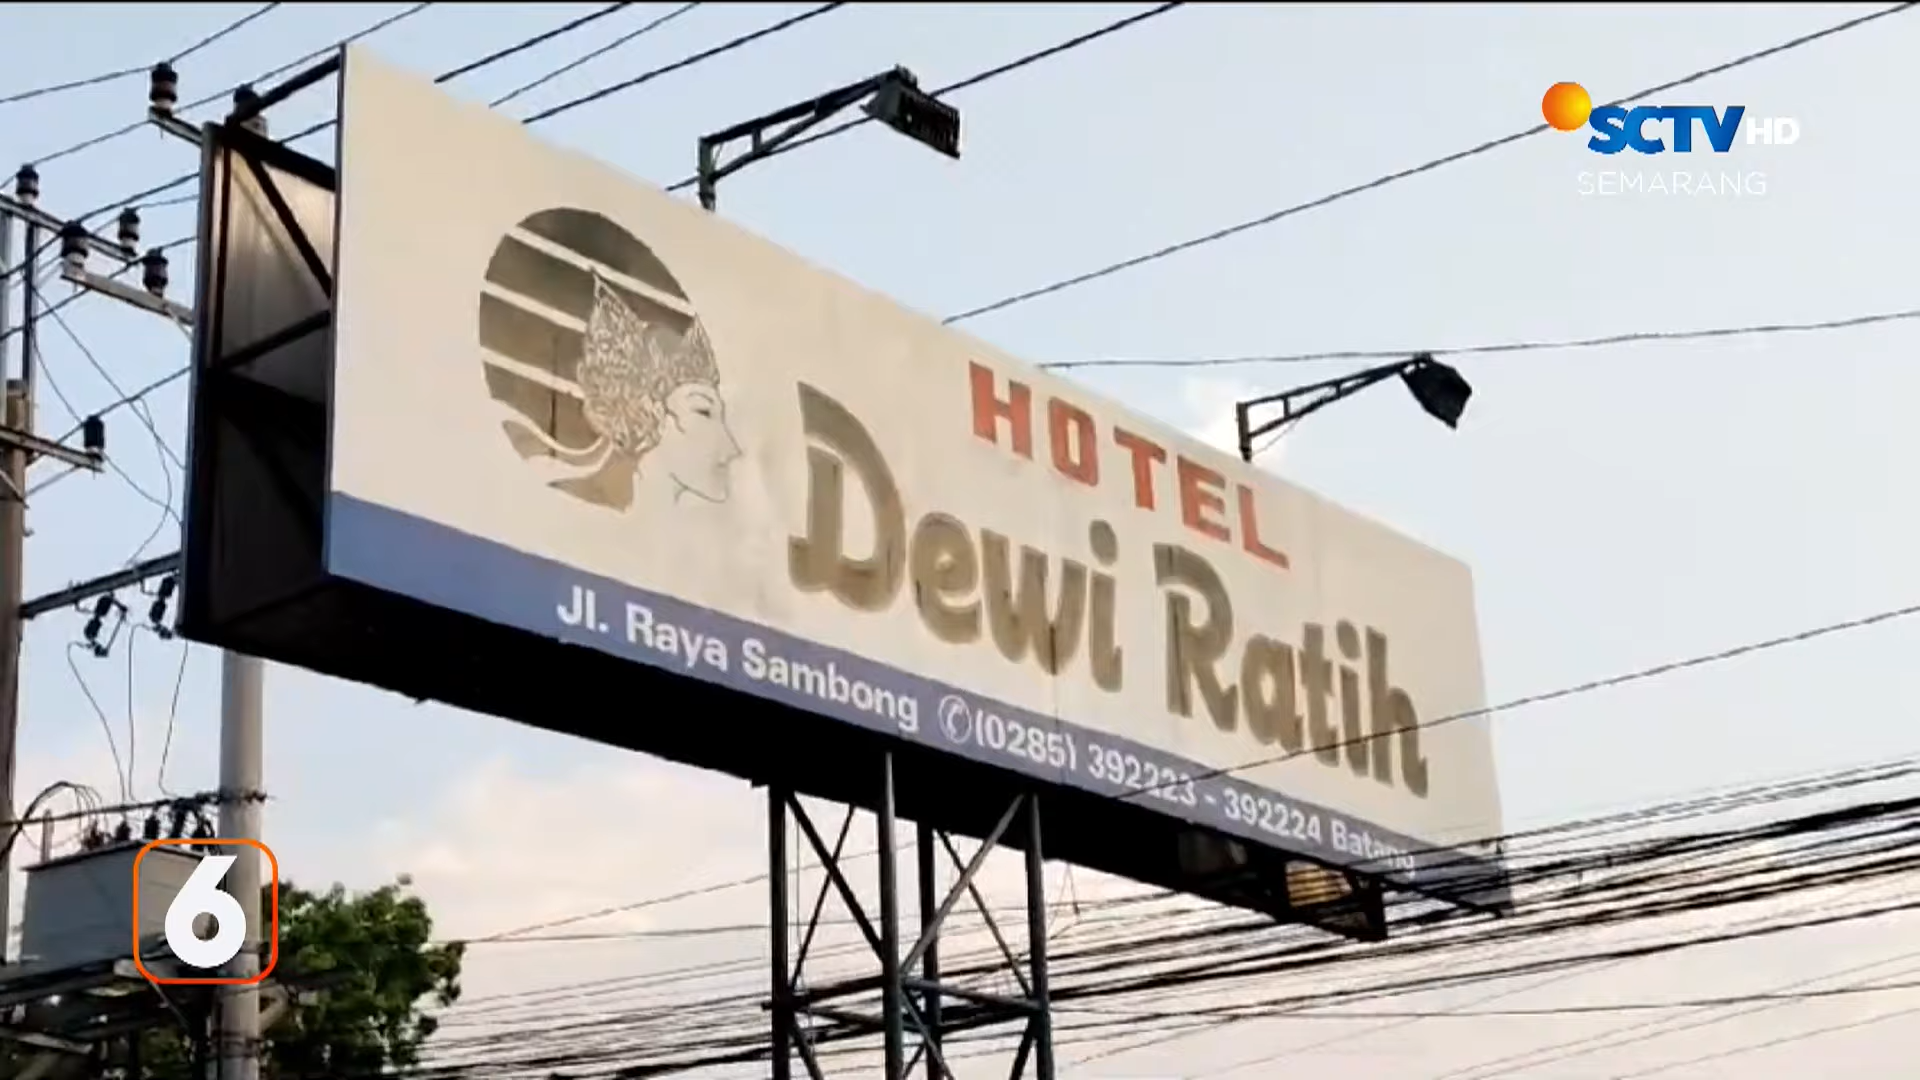 SCTV HD
SEMARANG
HOTEL
Dewi Ratih
Jl. Raya Sambong ✆(0285) 392223 - 392224 Batang
6